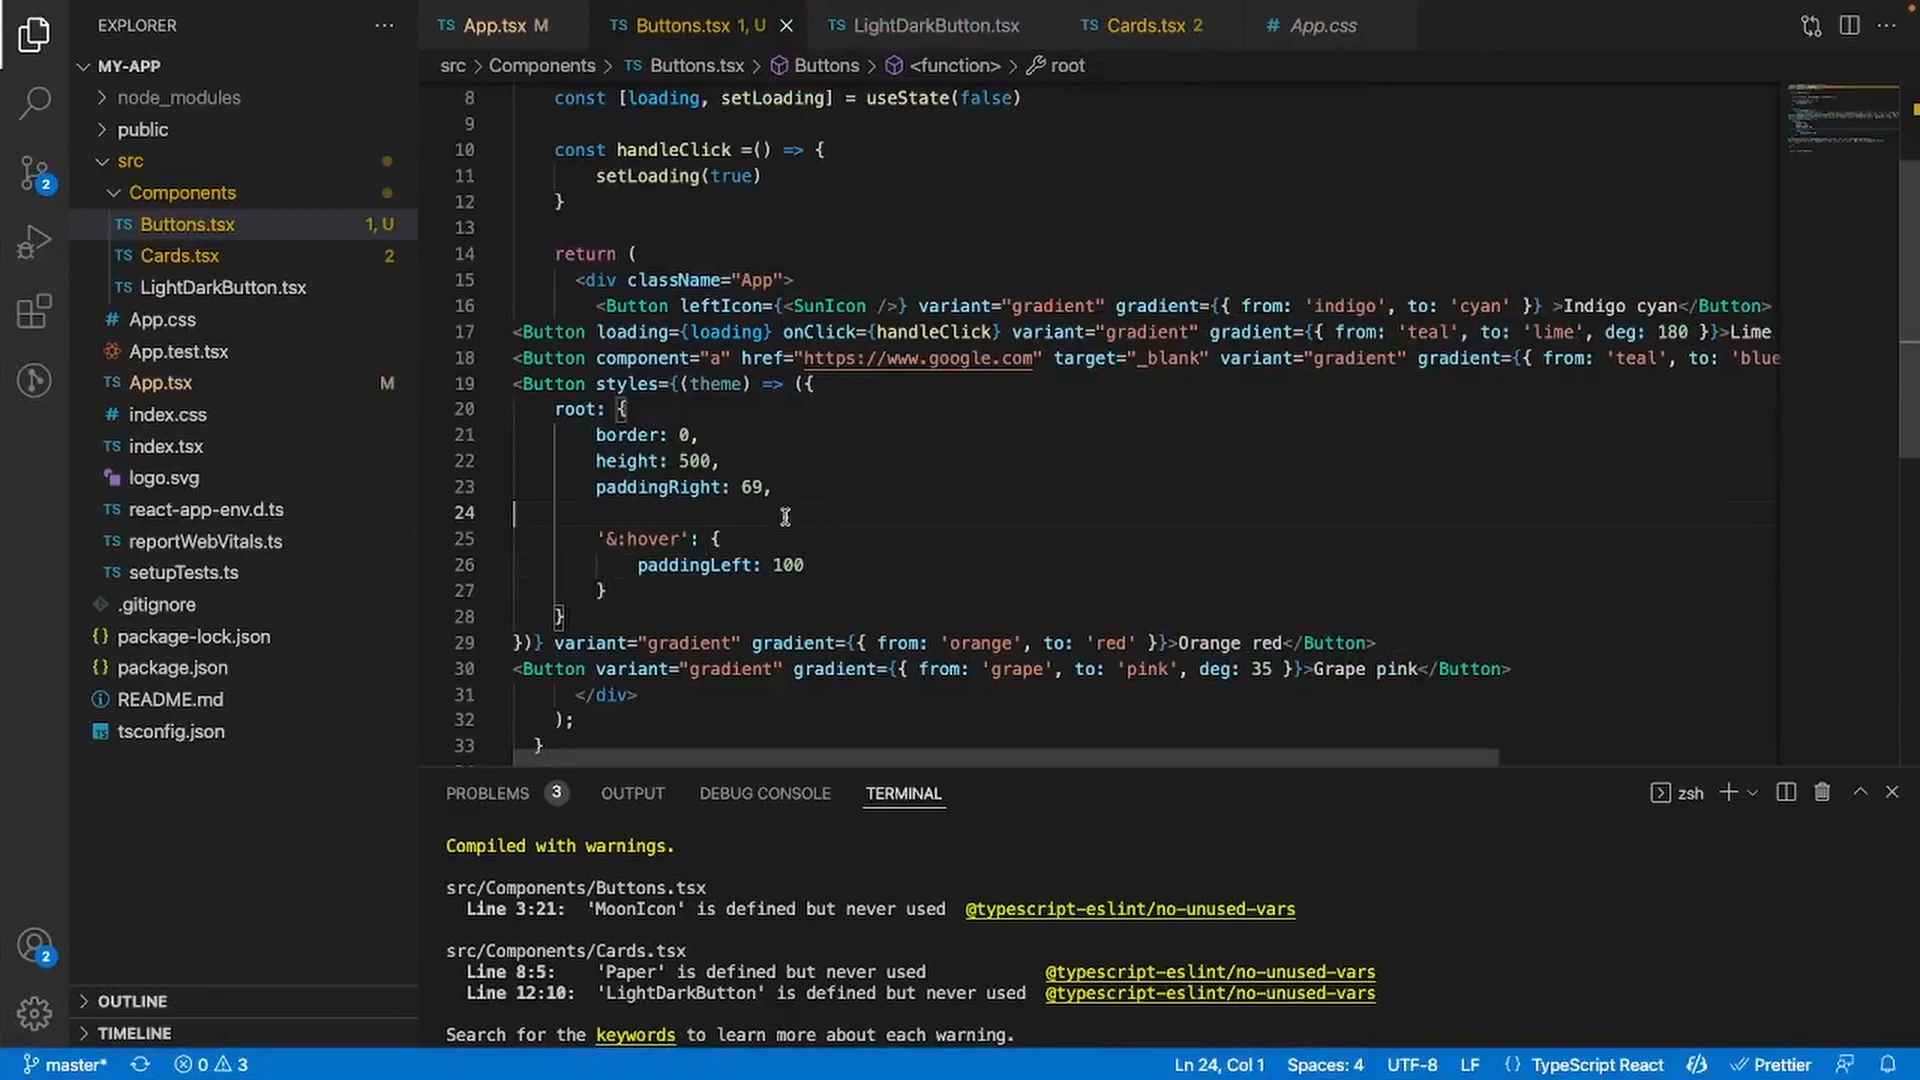 EXPLORER ···
App.tsx M
Buttons.tsx 1, U
LightDarkButton.tsx
Cards.tsx 2
# App.css
MY-APP
node_modules
public
src
Components
TS Buttons.tsx 1, U
TS Cards.tsx 2
TS LightDarkButton.tsx
# App.css
App.test.tsx
TS App.tsx M
# index.css
TS index.tsx
logo.svg
TS react-app-env.d.ts
TS reportWebVitals.ts
TS setupTests.ts
.gitignore
{} package-lock.json
{} package.json
README.md
tsconfig.json
OUTLINE
TIMELINE
2
2
src > Components > TS Buttons.tsx > Buttons > <function> > root
8 const [loading, setLoading] = useState(false)
9
10 const handleClick =() => {
11 setLoading(true)
12 }
13
14 return (
15 <div className="App">
16 <Button leftIcon={<SunIcon />} variant="gradient" gradient={{ from: 'indigo', to: 'cyan' }} >Indigo cyan</Button>
17 <Button loading={loading} onClick={handleClick} variant="gradient" gradient={{ from: 'teal', to: 'lime', deg: 180 }}>Lime
18 <Button component="a" href="https://www.google.com" target="_blank" variant="gradient" gradient={{ from: 'teal', to: 'blue
19 <Button styles={(theme) => ({
20 root: {
21 border: 0,
22 height: 500,
23 paddingRight: 69,
24
25 '&:hover': {
26 paddingLeft: 100
27 }
28 }
29 })} variant="gradient" gradient={{ from: 'orange', to: 'red' }}>Orange red</Button>
30 <Button variant="gradient" gradient={{ from: 'grape', to: 'pink', deg: 35 }}>Grape pink</Button>
31 </div>
32 );
33 }
PROBLEMS 3 OUTPUT DEBUG CONSOLE TERMINAL zsh
Compiled with warnings.
src/Components/Buttons.tsx
Line 3:21: 'MoonIcon' is defined but never used @typescript-eslint/no-unused-vars
src/Components/Cards.tsx
Line 8:5: 'Paper' is defined but never used @typescript-eslint/no-unused-vars
Line 12:10: 'LightDarkButton' is defined but never used @typescript-eslint/no-unused-vars
Search for the keywords to learn more about each warning.
master* 0 3 Ln 24, Col 1 Spaces: 4 UTF-8 LF {} TypeScript React Prettier